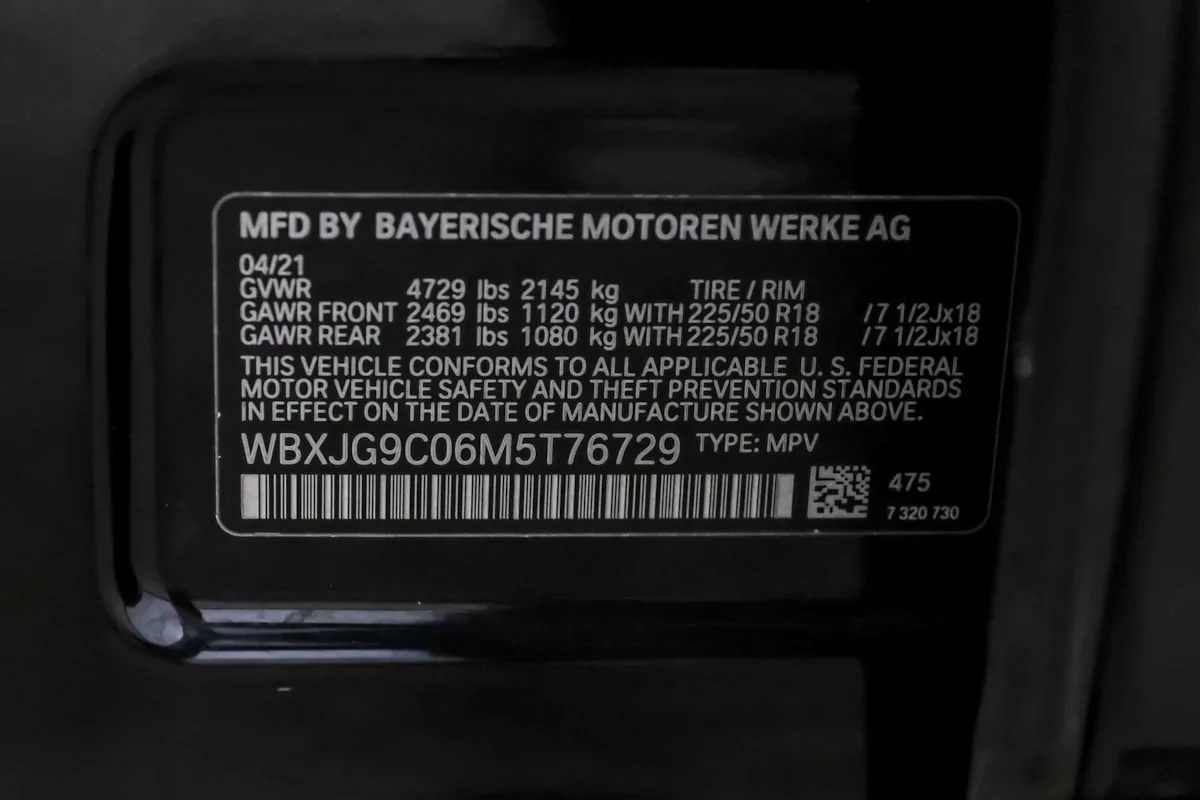 MFD BY BAYERISCHE MOTOREN WERKE AG
04/21
GVWR 4729 lbs 2145 kg TIRE / RIM
GAWR FRONT 2469 lbs 1120 kg WITH 225/50 R18 /7 1/2Jx18
GAWR REAR 2381 lbs 1080 kg WITH 225/50 R18 /7 1/2Jx18
THIS VEHICLE CONFORMS TO ALL APPLICABLE U. S. FEDERAL
MOTOR VEHICLE SAFETY AND THEFT PREVENTION STANDARDS
IN EFFECT ON THE DATE OF MANUFACTURE SHOWN ABOVE.
WBXJG9C06M5T76729 TYPE: MPV
475
7 320 730